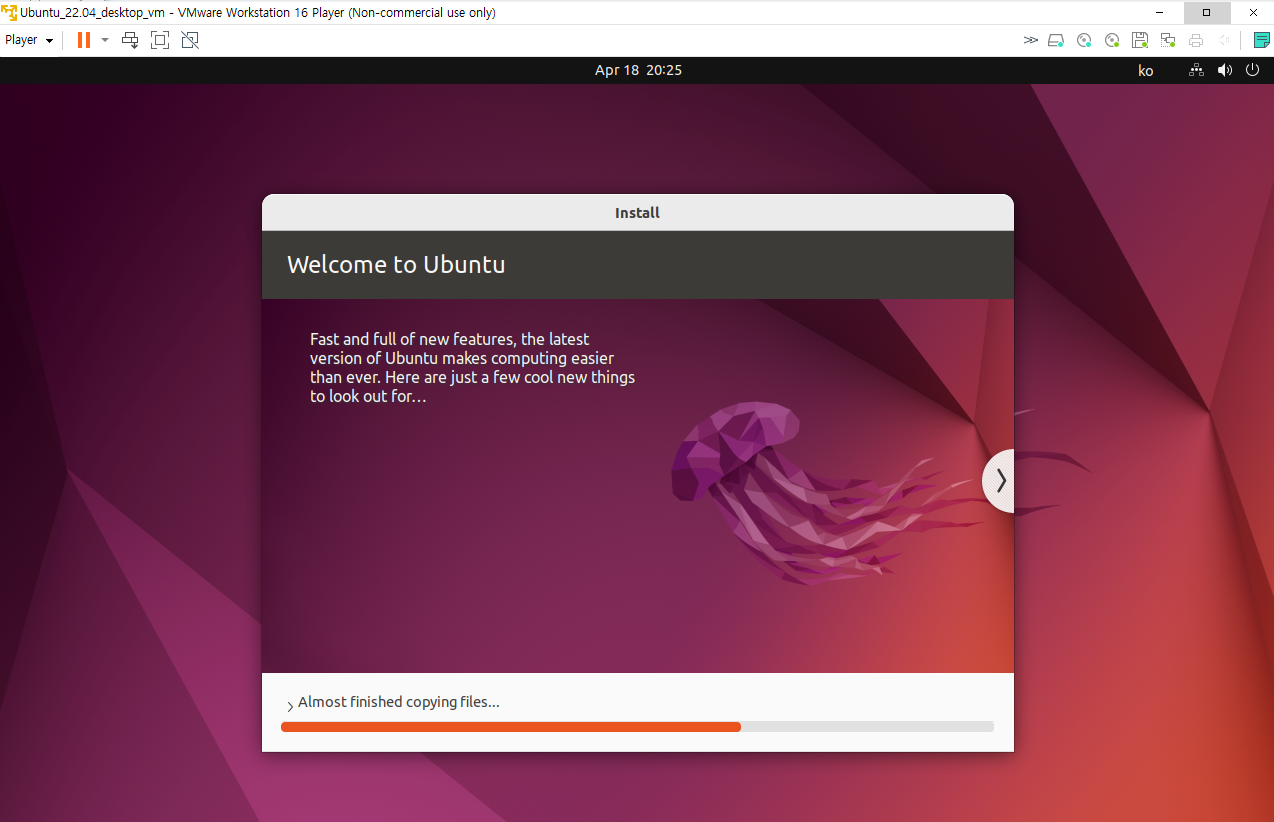 Ubuntu_22.04_desktop_vm - VMware Workstation 16 Player (Non-commercial use only)
Player
Apr 18 20:25
ko
Install
Welcome to Ubuntu
Fast and full of new features, the latest
version of Ubuntu makes computing easier
than ever. Here are just a few cool new things
to look out for…
Almost finished copying files...